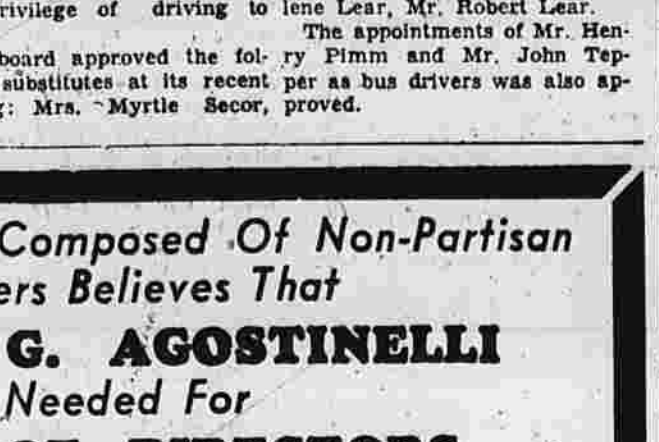 rivilege of driving to
board approved the fol-
substitutes at its recent
g: Mrs. Myrtle Secor,
lene Lear, Mr. Robert Lear.
The appointments of Mr. Hen-
ry Pimm and Mr. John Tep-
per as bus drivers was also ap-
proved.
Composed Of Non-Partisan
ers Believes That
G. AGOSTINELLI
Needed For
OF DIRECTORS